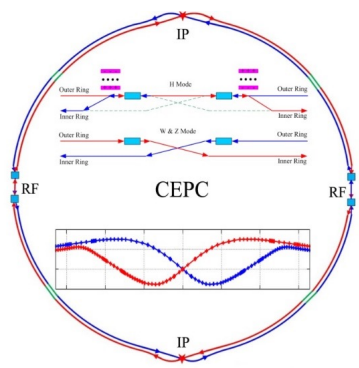 IP
Outer Ring H Mode Outer Ring
Inner Ring Inner Ring
Outer Ring W & Z Mode Outer Ring
Inner Ring Inner Ring
RF CEPC RF
IP